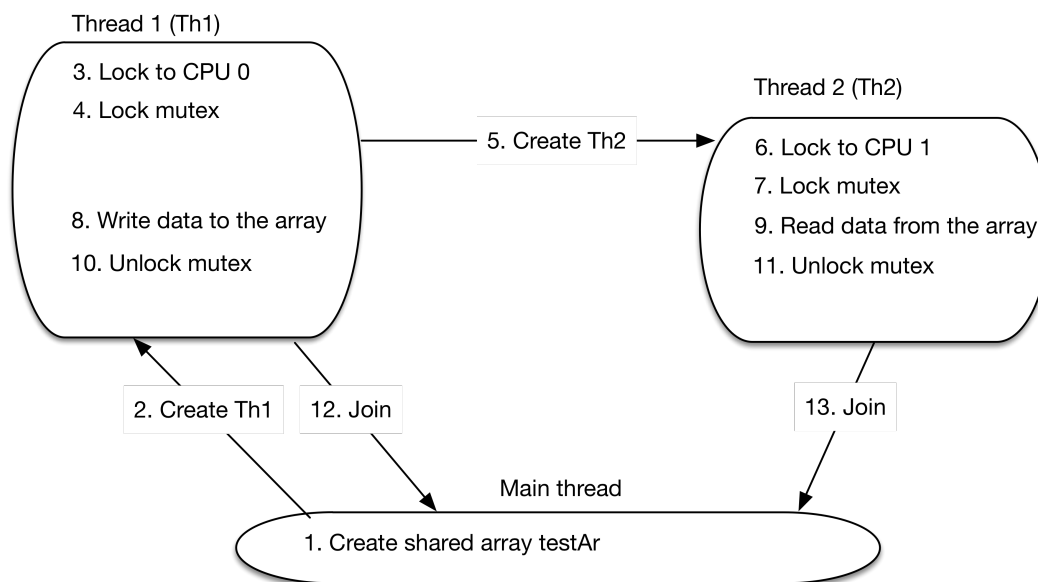 Thread 1 (Th1)
3. Lock to CPU 0
4. Lock mutex
8. Write data to the array
10. Unlock mutex
5. Create Th2
Thread 2 (Th2)
6. Lock to CPU 1
7. Lock mutex
9. Read data from the array
11. Unlock mutex
2. Create Th1
12. Join
13. Join
Main thread
1. Create shared array testAr